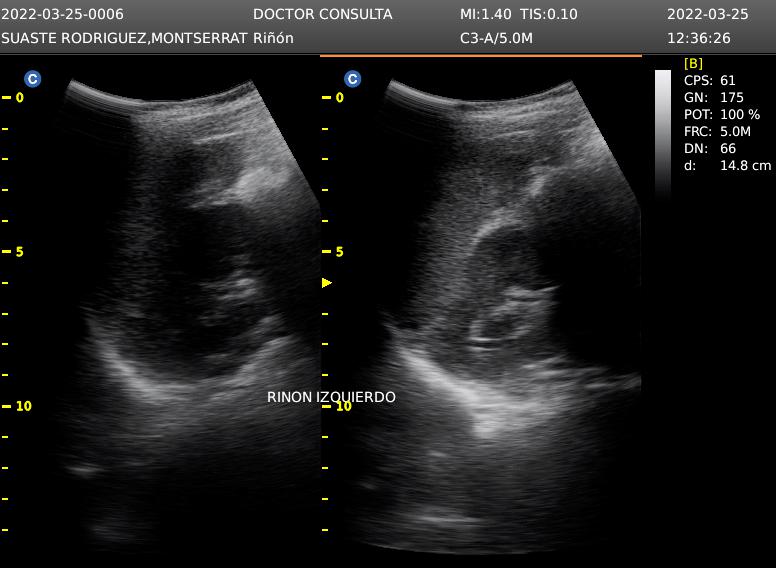 2022-03-25-0006 DOCTOR CONSULTA MI:1.40 TIS:0.10 2022-03-25
SUASTE RODRIGUEZ,MONTSERRAT Riñón C3-A/5.0M 12:36:26
C C [B]
0 0 CPS: 61
GN: 175
POT: 100 %
FRC: 5.0M
DN: 66
d: 14.8 cm
5 5
RINON IZQUIERDO
10 10